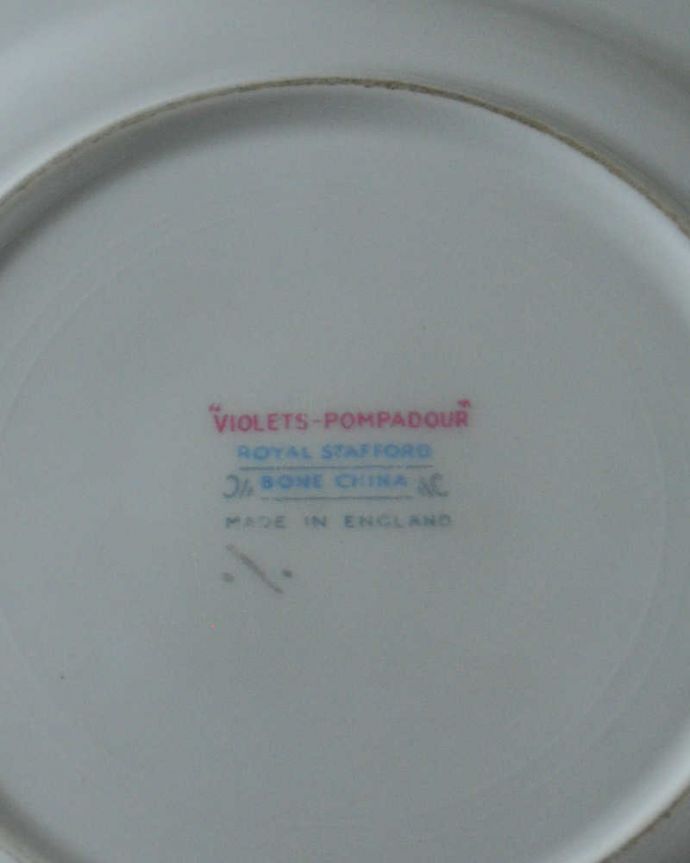 "VIOLETS-POMPADOUR"
ROYAL STAFFORD
BONE CHINA
MADE IN ENGLAND